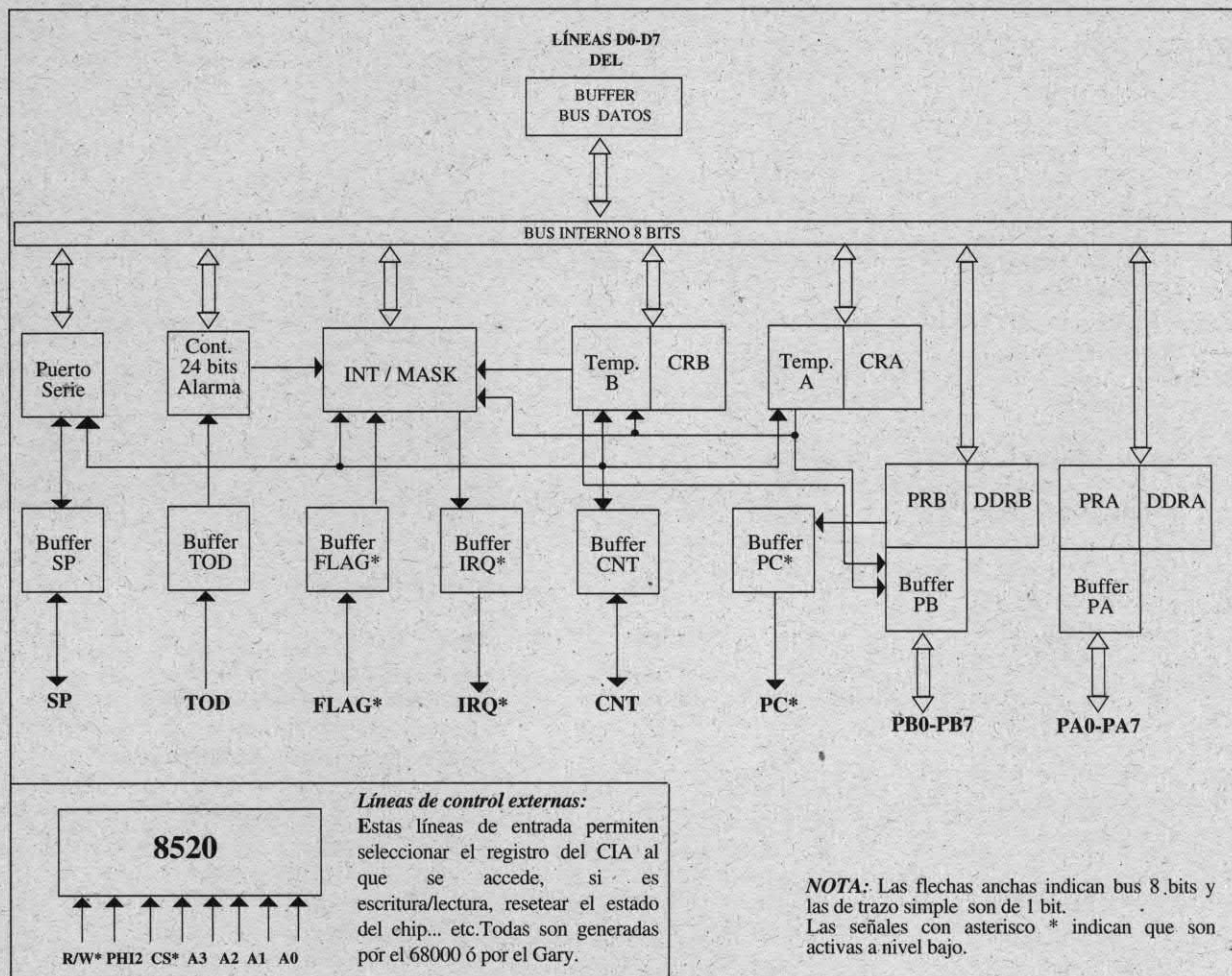 LÍNEAS D0-D7
DEL
BUFFER
BUS DATOS
BUS INTERNO 8 BITS
Puerto
Serie
Cont.
24 bits
Alarma
INT / MASK
Temp.
B
CRB
Temp.
A
CRA
PRB
DDRB
PRA
DDRA
Buffer
SP
Buffer
TOD
Buffer
FLAG*
Buffer
IRQ*
Buffer
CNT
Buffer
PC*
Buffer
PB
Buffer
PA
SP
TOD
FLAG*
IRQ*
CNT
PC*
PB0-PB7
PA0-PA7
8520
R/W* PHI2 CS* A3 A2 A1 A0
Líneas de control externas:
Estas líneas de entrada permiten
seleccionar el registro del CIA al
que se accede, si es
escritura/lectura, resetear el estado
del chip... etc.Todas son generadas
por el 68000 ó por el Gary.
NOTA: Las flechas anchas indican bus 8 bits y
las de trazo simple son de 1 bit.
Las señales con asterisco * indican que son
activas a nivel bajo.